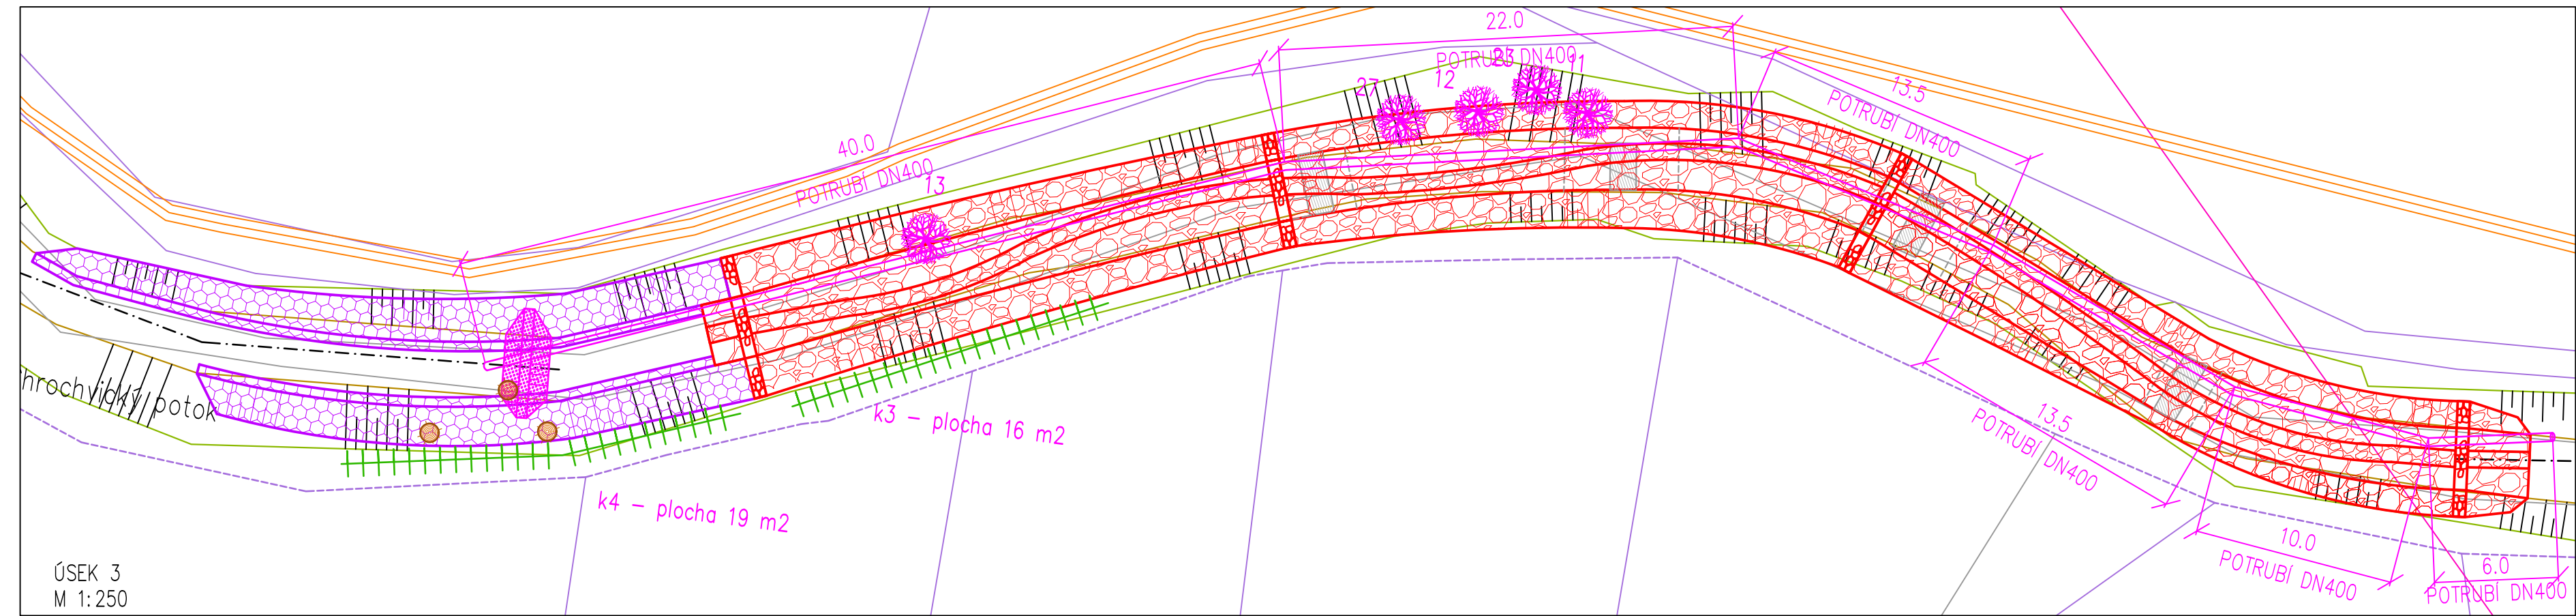 22.0
POTRUBÍ DN400
23
11
27
12
13.5
POTRUBÍ DN400
40.0
POTRUBÍ DN400
13
hrochvický potok
k3 - plocha 16 m2
k4 - plocha 19 m2
13.5
POTRUBÍ DN400
10.0
POTRUBÍ DN400
6.0
POTRUBÍ DN400
ÚSEK 3
M 1:250